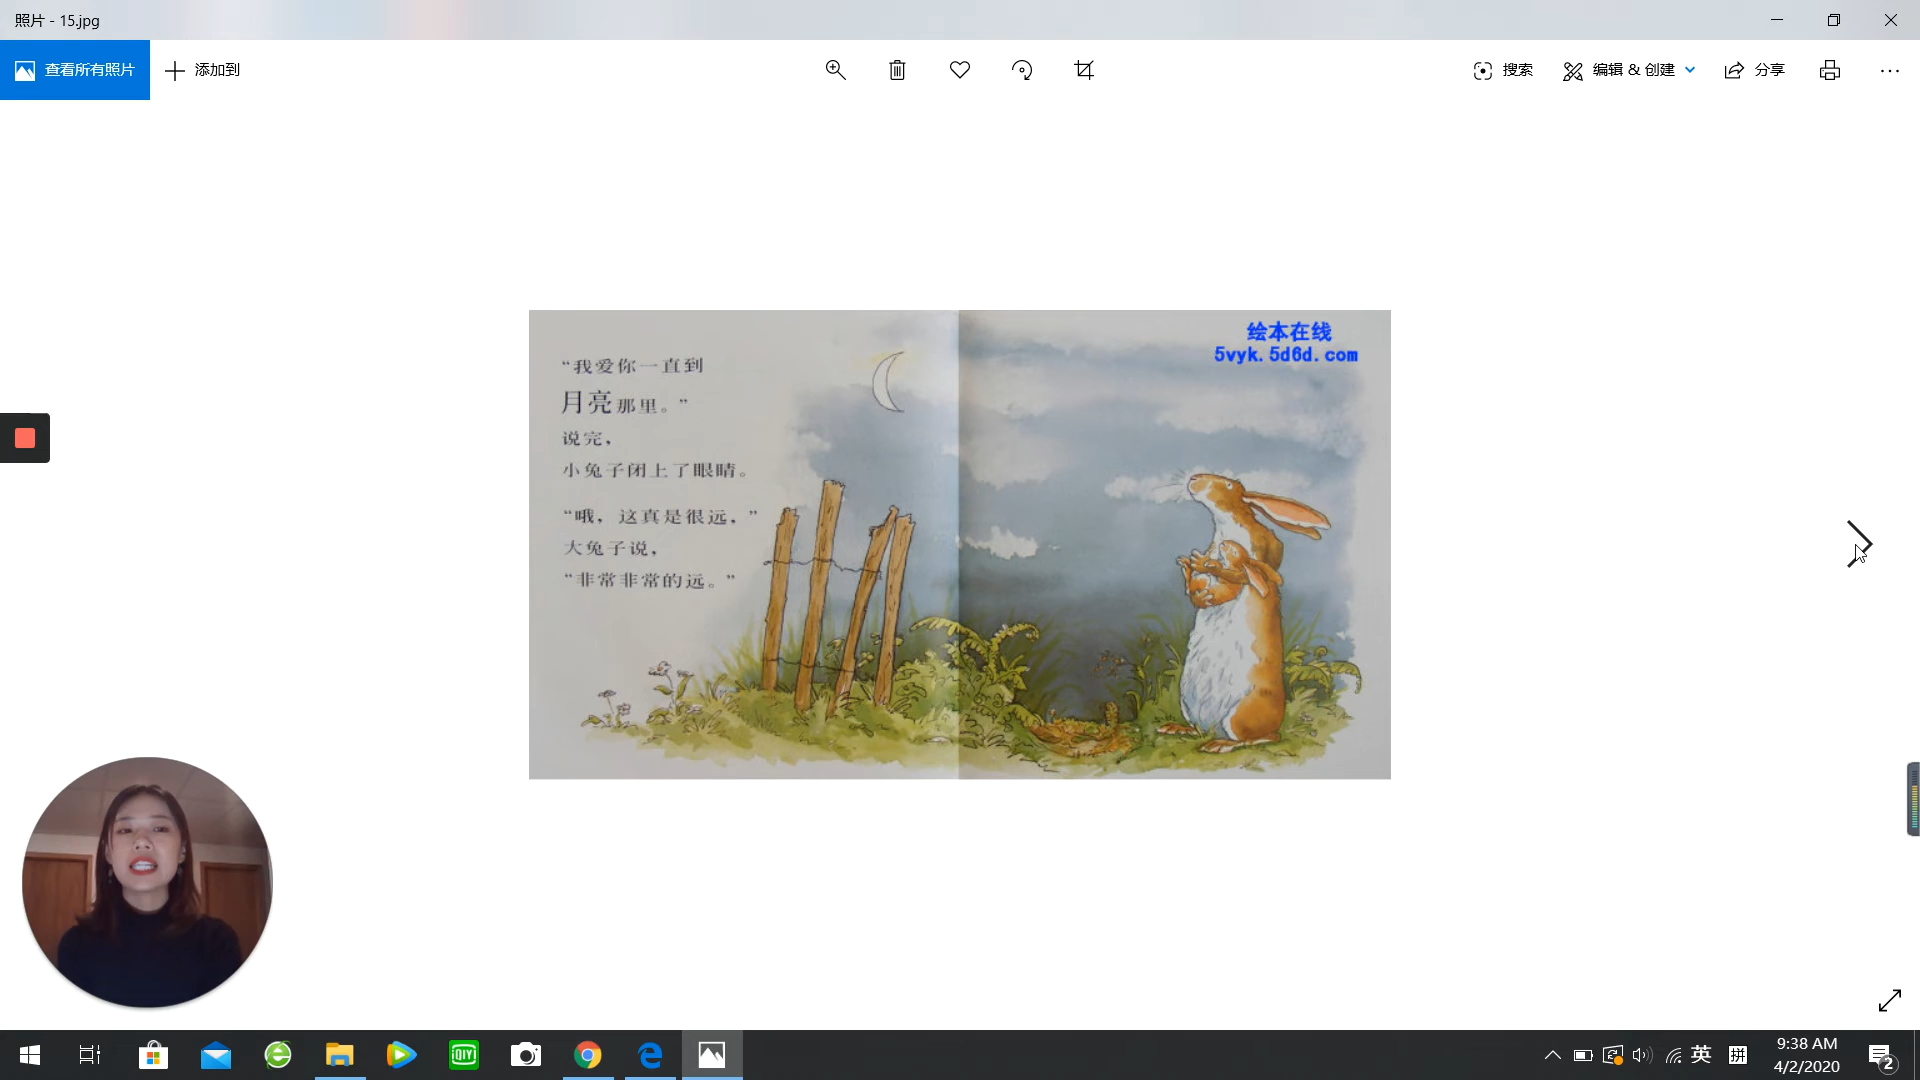 照片 - 15.jpg
查看所有照片
添加到
搜索
编辑 & 创建
分享
绘本在线
5vyk.5d6d.com
“我爱你一直到
月亮那里。”
说完，
小兔子闭上了眼睛。
“哦，这真是很远，”
大兔子说，
“非常非常的远。”
QIY
英
拼
9:38 AM
4/2/2020
2